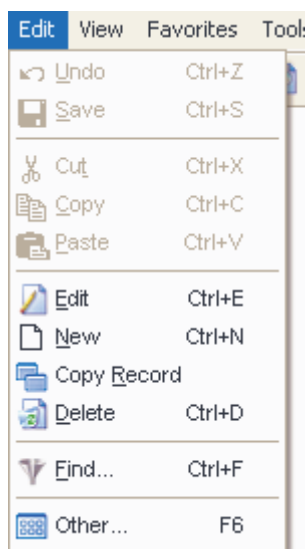 Edit View Favorites Tools
Undo Ctrl+Z
Save Ctrl+S
Cut Ctrl+X
Copy Ctrl+C
Paste Ctrl+V
Edit Ctrl+E
New Ctrl+N
Copy Record
Delete Ctrl+D
Find... Ctrl+F
Other... F6